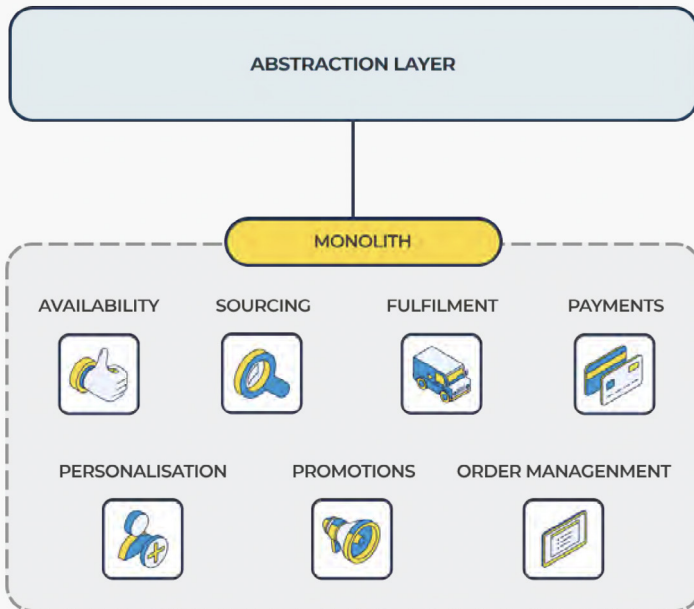 ABSTRACTION LAYER
MONOLITH
AVAILABILITY SOURCING FULFILMENT PAYMENTS
PERSONALISATION PROMOTIONS ORDER MANAGENMENT